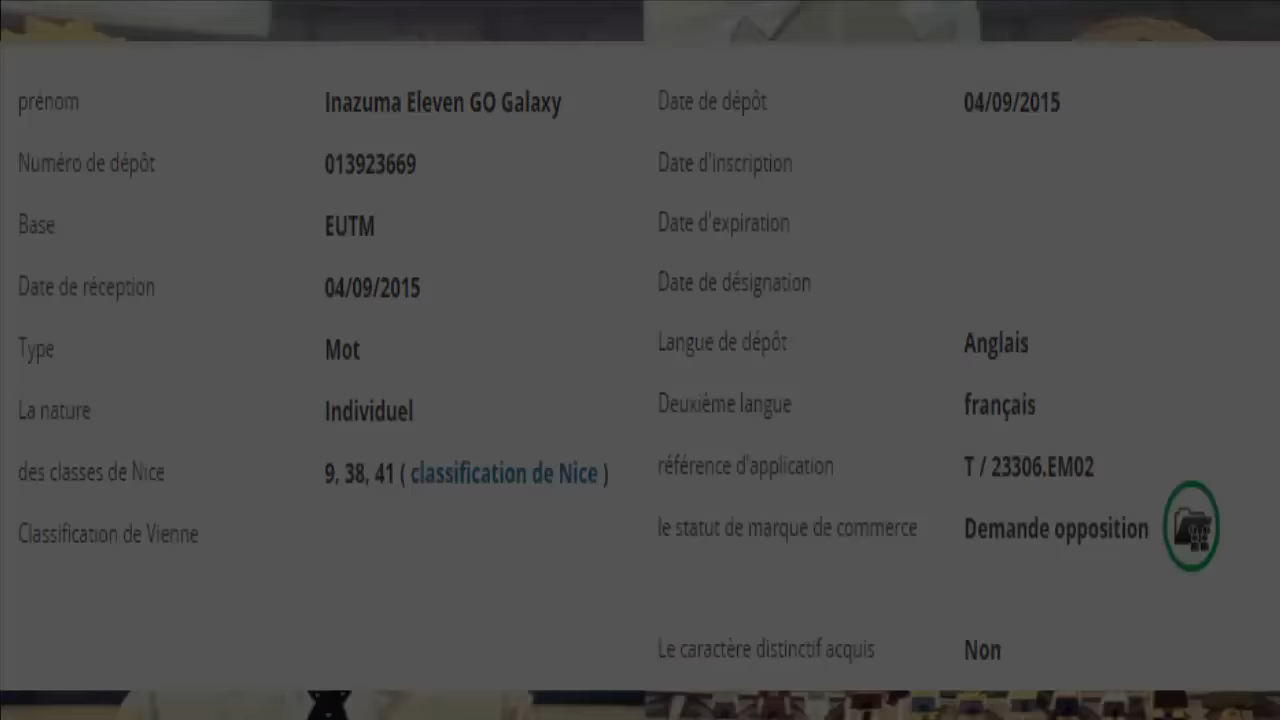 prénom Inazuma Eleven GO Galaxy
Numéro de dépôt 013923669
Base EUTM
Date de réception 04/09/2015
Type Mot
La nature Individuel
des classes de Nice 9, 38, 41 ( classification de Nice )
Classification de Vienne
Date de dépôt 04/09/2015
Date d'inscription
Date d'expiration
Date de désignation
Langue de dépôt Anglais
Deuxième langue français
référence d'application T / 23306.EM02
le statut de marque de commerce Demande opposition
Le caractère distinctif acquis Non